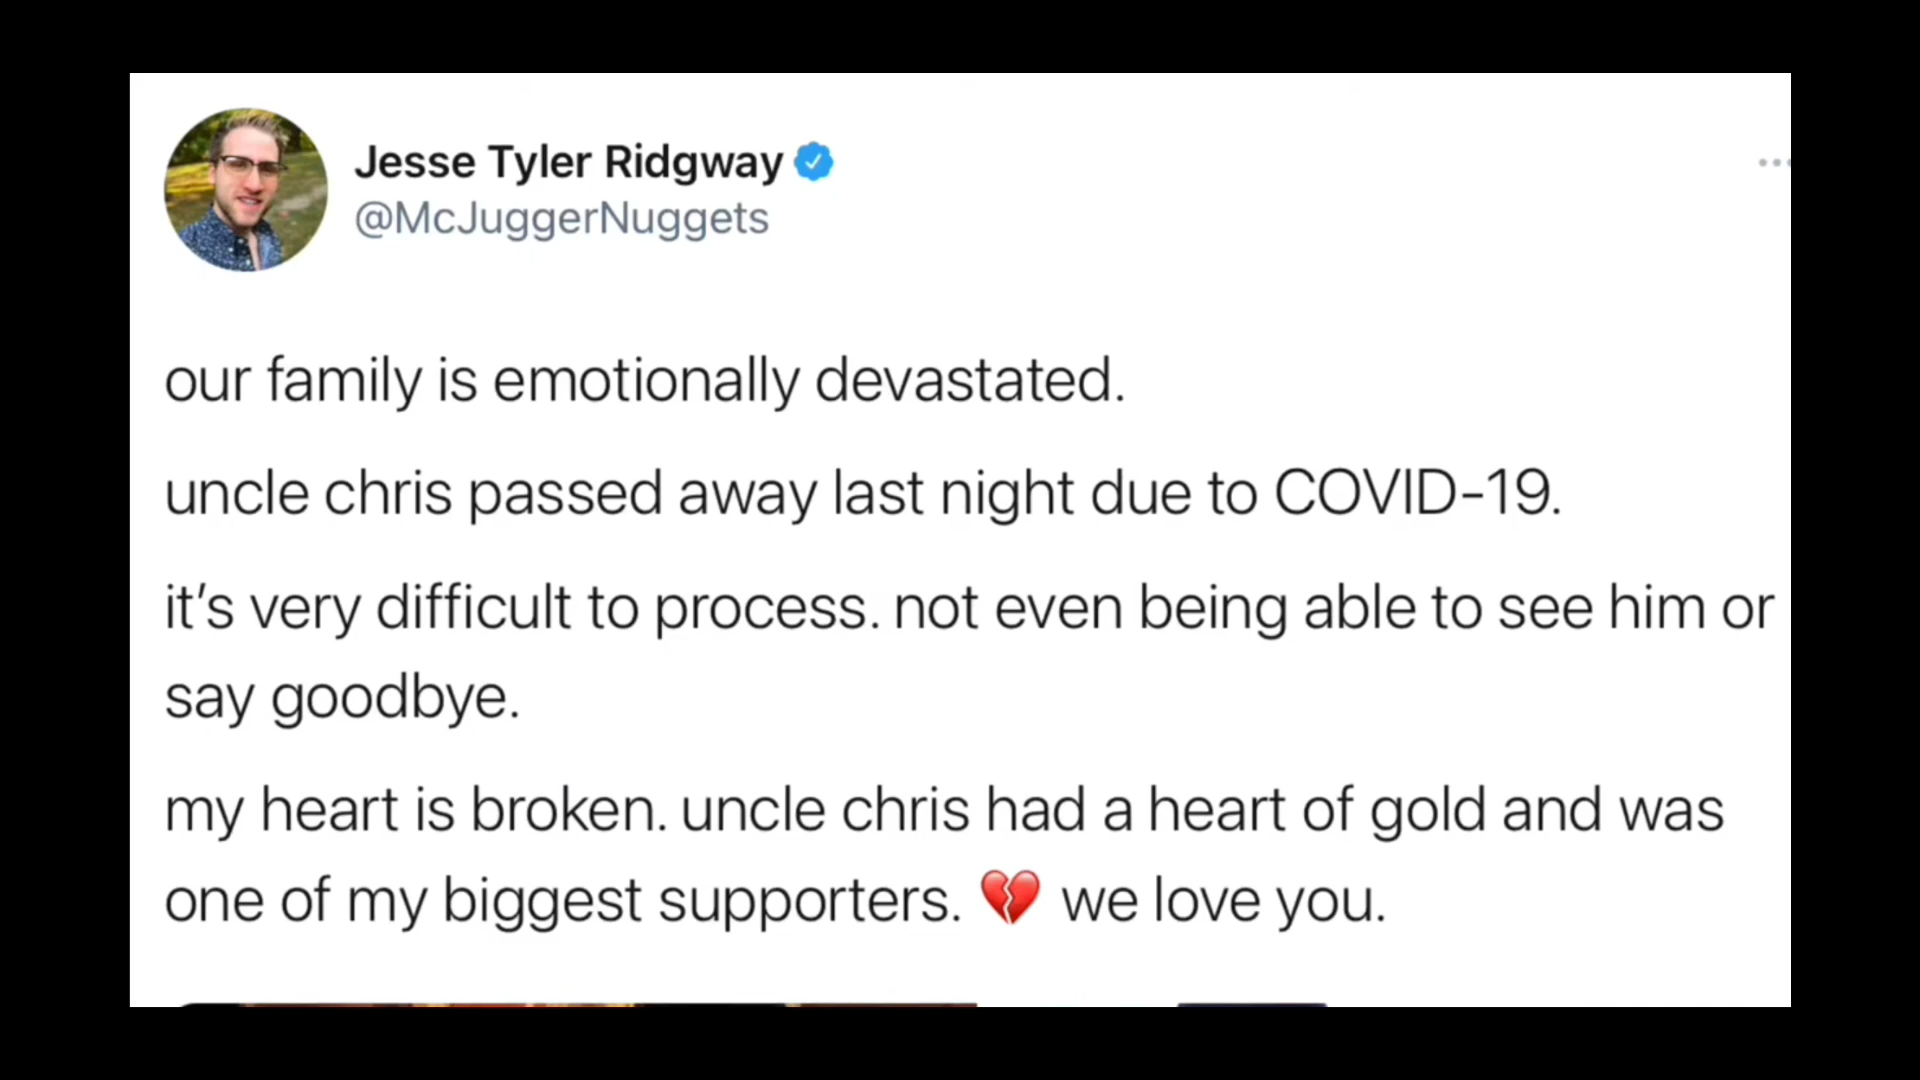 Jesse Tyler Ridgway
@McJuggerNuggets
our family is emotionally devastated.
uncle chris passed away last night due to COVID-19.
it’s very difficult to process. not even being able to see him or
say goodbye.
my heart is broken. uncle chris had a heart of gold and was
one of my biggest supporters. 💔 we love you.